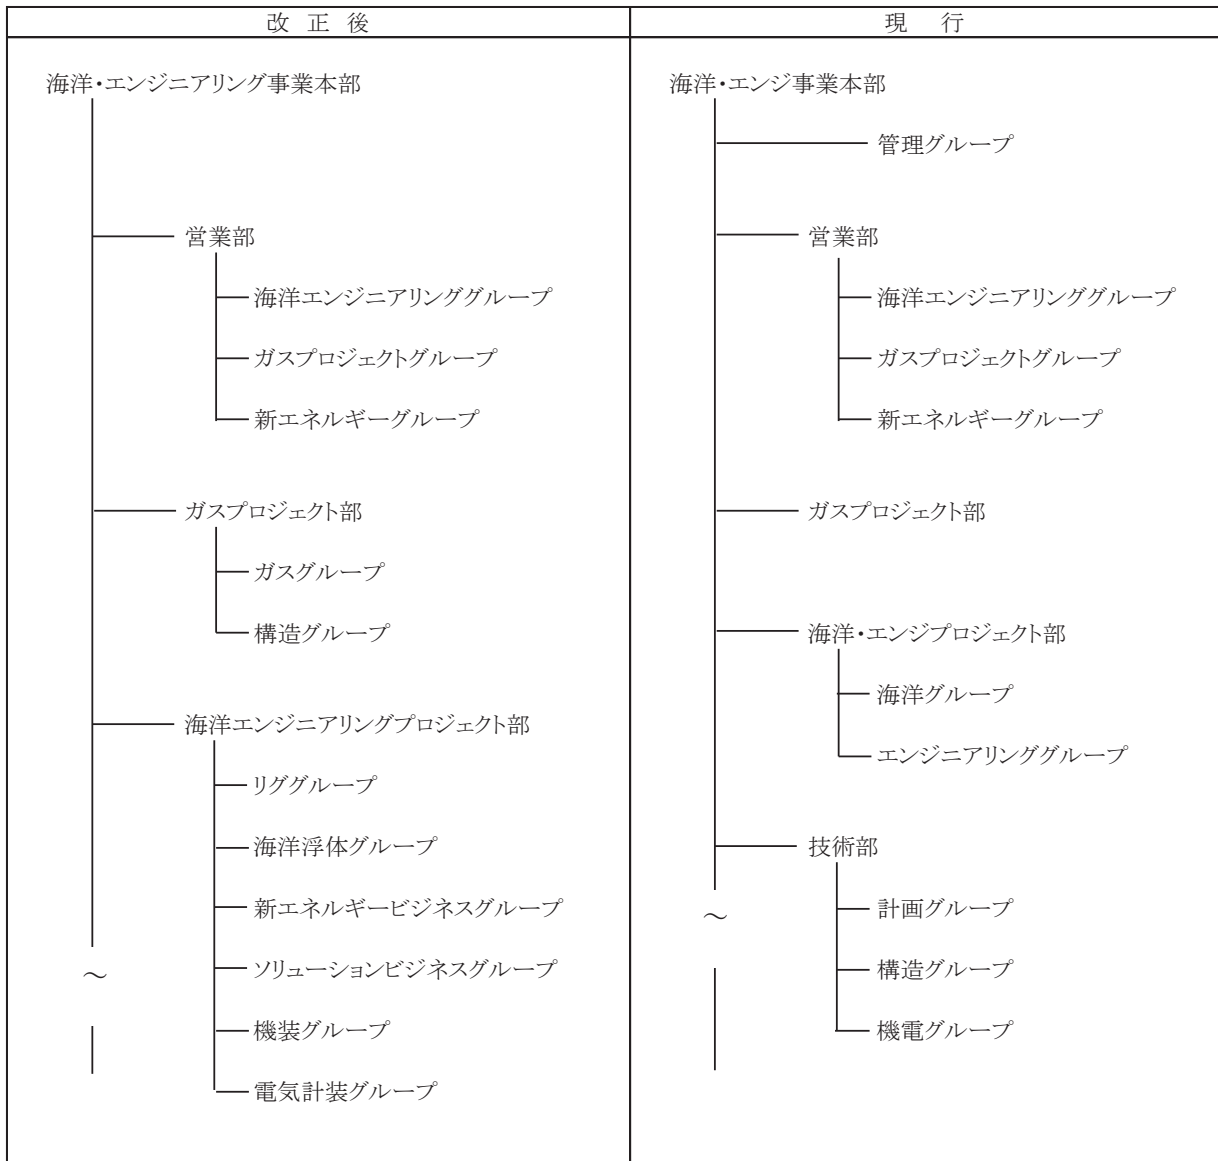 改正後
海洋・エンジニアリング事業本部
営業部
海洋エンジニアリンググループ
ガスプロジェクトグループ
新エネルギーグループ
ガスプロジェクト部
ガスグループ
構造グループ
海洋エンジニアリングプロジェクト部
リググループ
海洋浮体グループ
新エネルギービジネスグループ
ソリューションビジネスグループ
機装グループ
電気計装グループ
～
現行
海洋・エンジ事業本部
管理グループ
営業部
海洋エンジニアリンググループ
ガスプロジェクトグループ
新エネルギーグループ
ガスプロジェクト部
海洋・エンジプロジェクト部
海洋グループ
エンジニアリンググループ
技術部
計画グループ
構造グループ
機電グループ
～